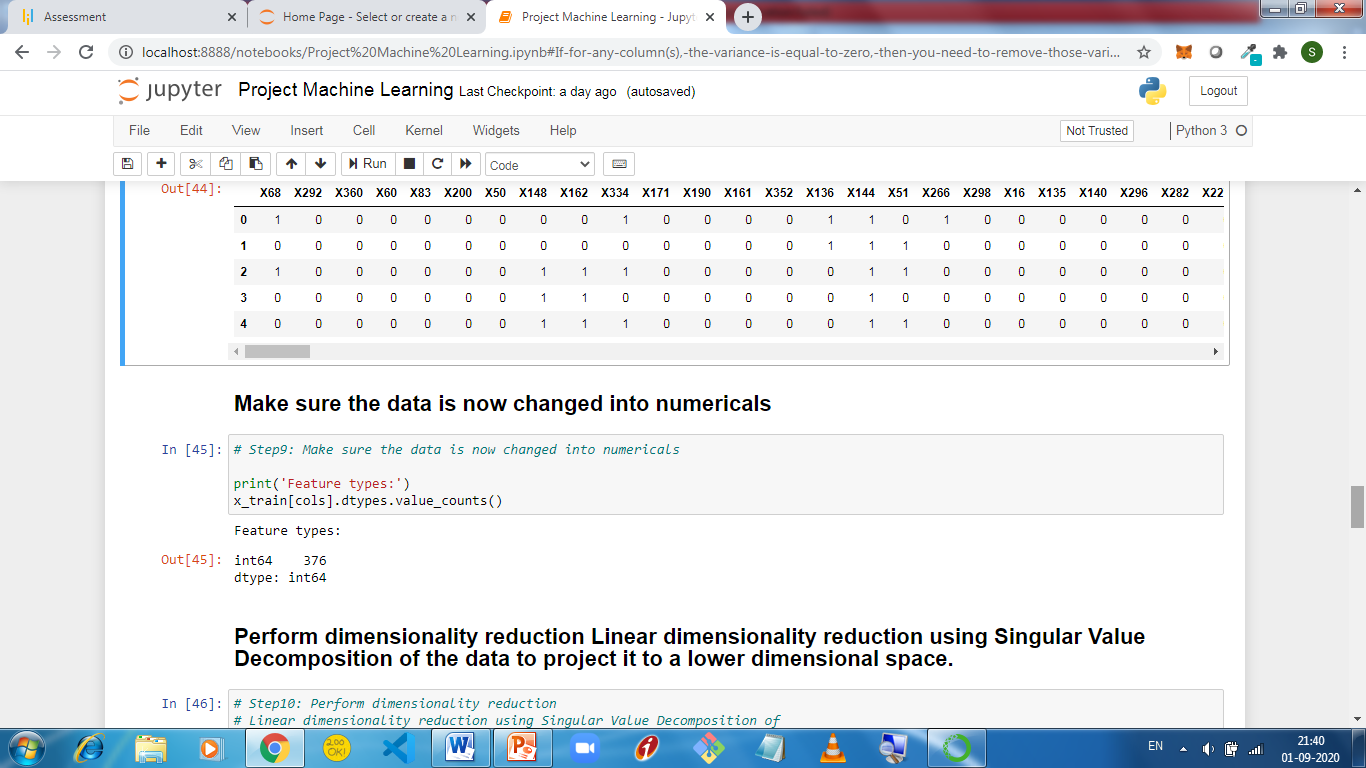 Assessment
Home Page - Select or create a n
Project Machine Learning - Jupyt
localhost:8888/notebooks/Project%20Machine%20Learning.ipynb#If-for-any-column(s),-the-variance-is-equal-to-zero,-then-you-need-to-remove-those-vari...
S
jupyter Project Machine Learning Last Checkpoint: a day ago (autosaved)
Logout
File Edit View Insert Cell Kernel Widgets Help
Not Trusted
Python 3
Run
Code
Out[44]:
X68 X292 X360 X60 X83 X200 X50 X148 X162 X334 X171 X190 X161 X352 X136 X144 X51 X266 X298 X16 X135 X140 X296 X282 X22
0 1 0 0 0 0 0 0 0 0 1 0 0 0 0 1 1 0 1 0 0 0 0 0 0
1 0 0 0 0 0 0 0 0 0 0 0 0 0 0 1 1 1 0 0 0 0 0 0 0
2 1 0 0 0 0 0 0 1 1 1 0 0 0 0 0 1 1 0 0 0 0 0 0 0
3 0 0 0 0 0 0 0 1 1 0 0 0 0 0 0 1 0 0 0 0 0 0 0 0
4 0 0 0 0 0 0 0 1 1 1 0 0 0 0 0 1 1 0 0 0 0 0 0 0
Make sure the data is now changed into numericals
In [45]: # Step9: Make sure the data is now changed into numericals
print('Feature types:')
x_train[cols].dtypes.value_counts()
Feature types:
Out[45]: int64 376
dtype: int64
Perform dimensionality reduction Linear dimensionality reduction using Singular Value
Decomposition of the data to project it to a lower dimensional space.
In [46]: # Step10: Perform dimensionality reduction
# Linear dimensionality reduction using Singular Value Decomposition of
200
OK!
EN
21:40
01-09-2020